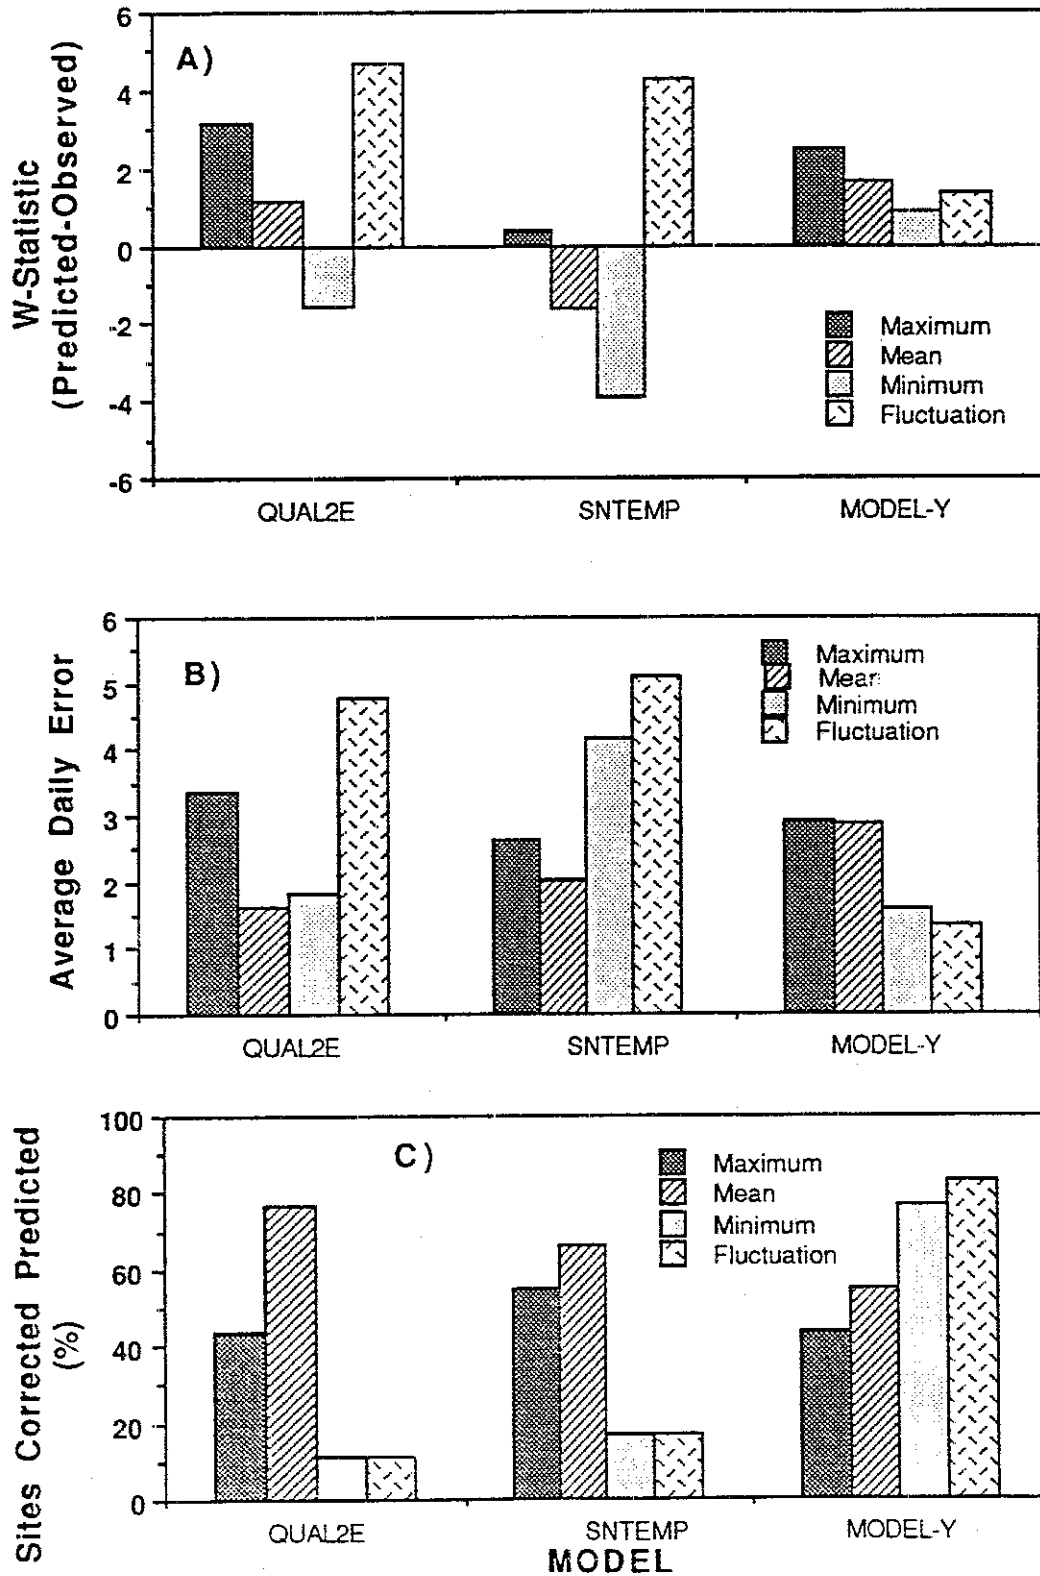 A)
W-Statistic
(Predicted-Observed)
6
4
2
0
-2
-4
-6
Maximum
Mean
Minimum
Fluctuation
QUAL2E
SNTEMP
MODEL-Y
B)
Average Daily Error
6
5
4
3
2
1
0
Maximum
Mean
Minimum
Fluctuation
QUAL2E
SNTEMP
MODEL-Y
C)
Sites Corrected Predicted
(%)
100
80
60
40
20
0
Maximum
Mean
Minimum
Fluctuation
QUAL2E
SNTEMP
MODEL-Y
MODEL